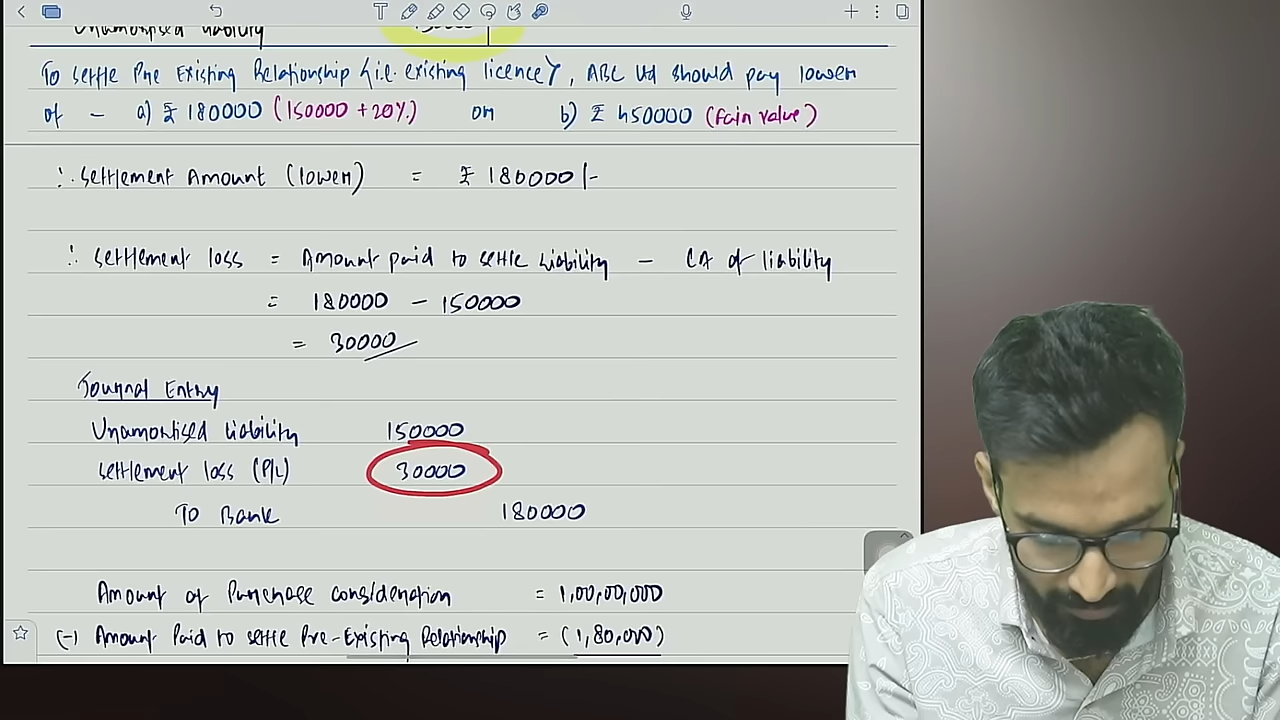 Unamortised liability 150000
To settle Pre Existing Relationship (i.e. existing licence), ABC Ltd should pay lower
of - a) ₹ 180000 (150000 + 20%) or b) ₹ 450000 (Fair value)
∴ Settlement Amount (lower) = ₹ 180000/-
∴ Settlement loss = Amount paid to settle liability - CA of liability
= 180000 - 150000
= 30000
Journal Entry
Unamortised liability 150000
Settlement loss (P/L) 30000
To Bank 180000
Amount of Purchase consideration = 1,00,00,000
(-) Amount Paid to settle Pre-Existing Relationship = (1,80,000)